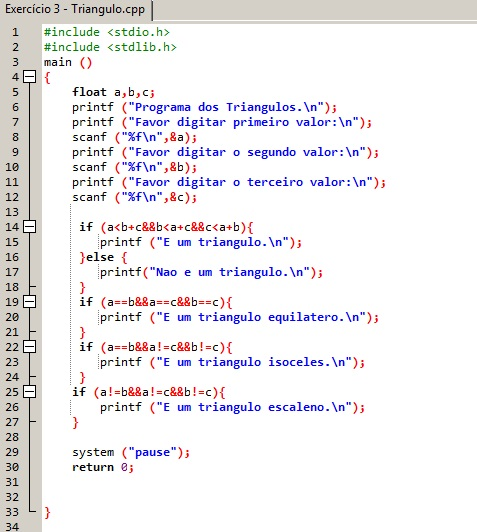 Exercício 3 - Triangulo.cpp
1 #include <stdio.h>
2 #include <stdlib.h>
3 main ()
4 {
5 float a,b,c;
6 printf ("Programa dos Triangulos.\n");
7 printf ("Favor digitar primeiro valor:\n");
8 scanf ("%f\n",&a);
9 printf ("Favor digitar o segundo valor:\n");
10 scanf ("%f\n",&b);
11 printf ("Favor digitar o terceiro valor:\n");
12 scanf ("%f\n",&c);
13
14 if (a<b+c&&b<a+c&&c<a+b){
15 printf ("E um triangulo.\n");
16 }else {
17 printf("Nao e um triangulo.\n");
18 }
19 if (a==b&&a==c&&b==c){
20 printf ("E um triangulo equilatero.\n");
21 }
22 if (a==b&&a!=c&&b!=c){
23 printf ("E um triangulo isoceles.\n");
24 }
25 if (a!=b&&a!=c&&b!=c){
26 printf ("E um triangulo escaleno.\n");
27 }
28
29 system ("pause");
30 return 0;
31
32
33 }
34